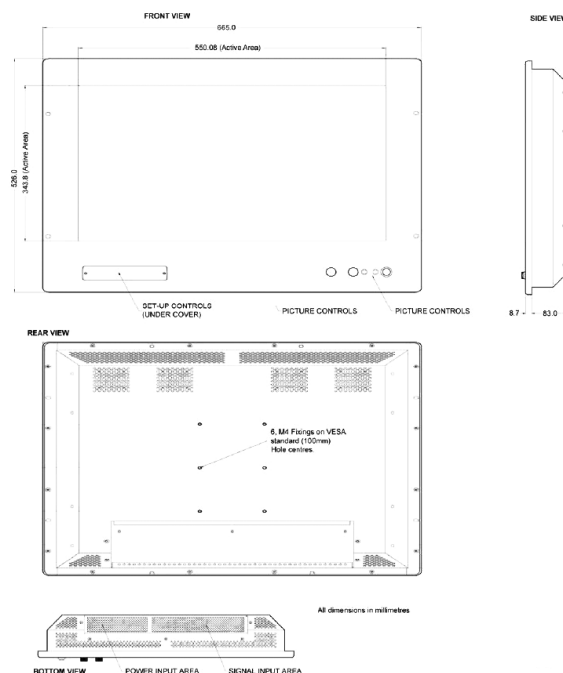 FRONT VIEW
SIDE VIEW
665.0
550.08 (Active Area)
526.0
343.8 (Active Area)
SET-UP CONTROLS
(UNDER COVER)
PICTURE CONTROLS
PICTURE CONTROLS
8.7
83.0
REAR VIEW
6, M4 Fixings on VESA
standard (100mm)
Hole centres.
All dimensions in millimetres
BOTTOM VIEW
POWER INPUT AREA
SIGNAL INPUT AREA